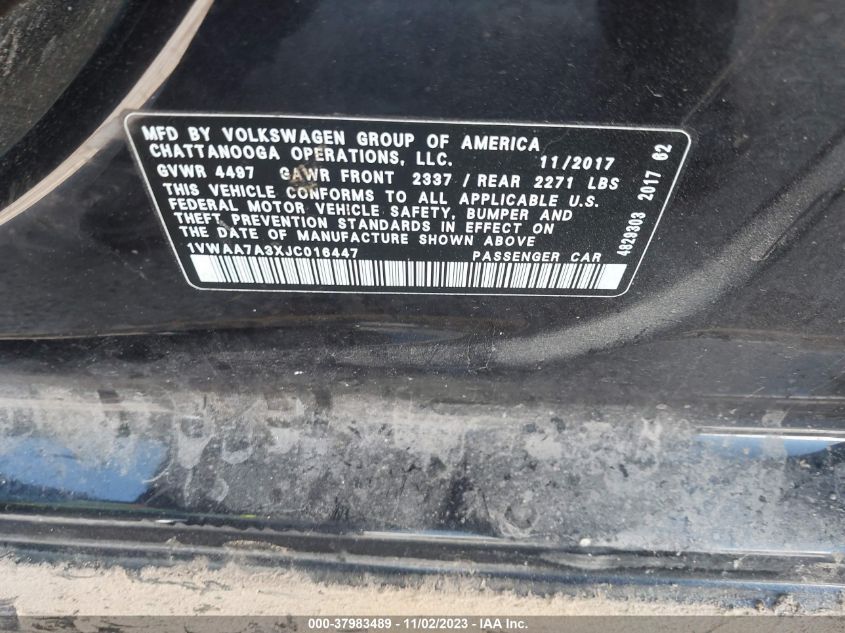 MFD BY VOLKSWAGEN GROUP OF AMERICA
CHATTANOOGA OPERATIONS, LLC. 11/2017
GVWR 4497 GAWR FRONT 2337 / REAR 2271 LBS
THIS VEHICLE CONFORMS TO ALL APPLICABLE U.S.
FEDERAL MOTOR VEHICLE SAFETY, BUMPER AND
THEFT PREVENTION STANDARDS IN EFFECT ON
THE DATE OF MANUFACTURE SHOWN ABOVE
1VWAA7A3XJC016447 PASSENGER CAR
4829303 2017 62
000-37983489 - 11/02/2023 - IAA Inc.